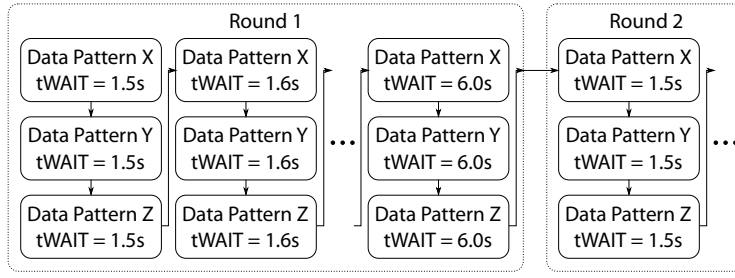 Round 1
Data Pattern X
tWAIT = 1.5s
Data Pattern Y
tWAIT = 1.5s
Data Pattern Z
tWAIT = 1.5s
Data Pattern X
tWAIT = 1.6s
Data Pattern Y
tWAIT = 1.6s
Data Pattern Z
tWAIT = 1.6s
...
Data Pattern X
tWAIT = 6.0s
Data Pattern Y
tWAIT = 6.0s
Data Pattern Z
tWAIT = 6.0s
Round 2
Data Pattern X
tWAIT = 1.5s
Data Pattern Y
tWAIT = 1.5s
Data Pattern Z
tWAIT = 1.5s
...